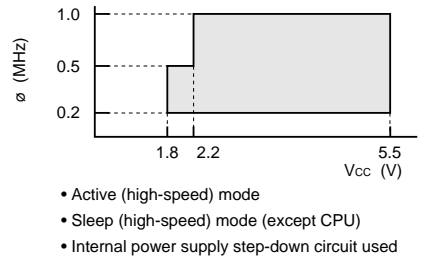 ø (MHz)
1.0
0.5
0.2
1.8 2.2 5.5
Vcc (V)
• Active (high-speed) mode
• Sleep (high-speed) mode (except CPU)
• Internal power supply step-down circuit used